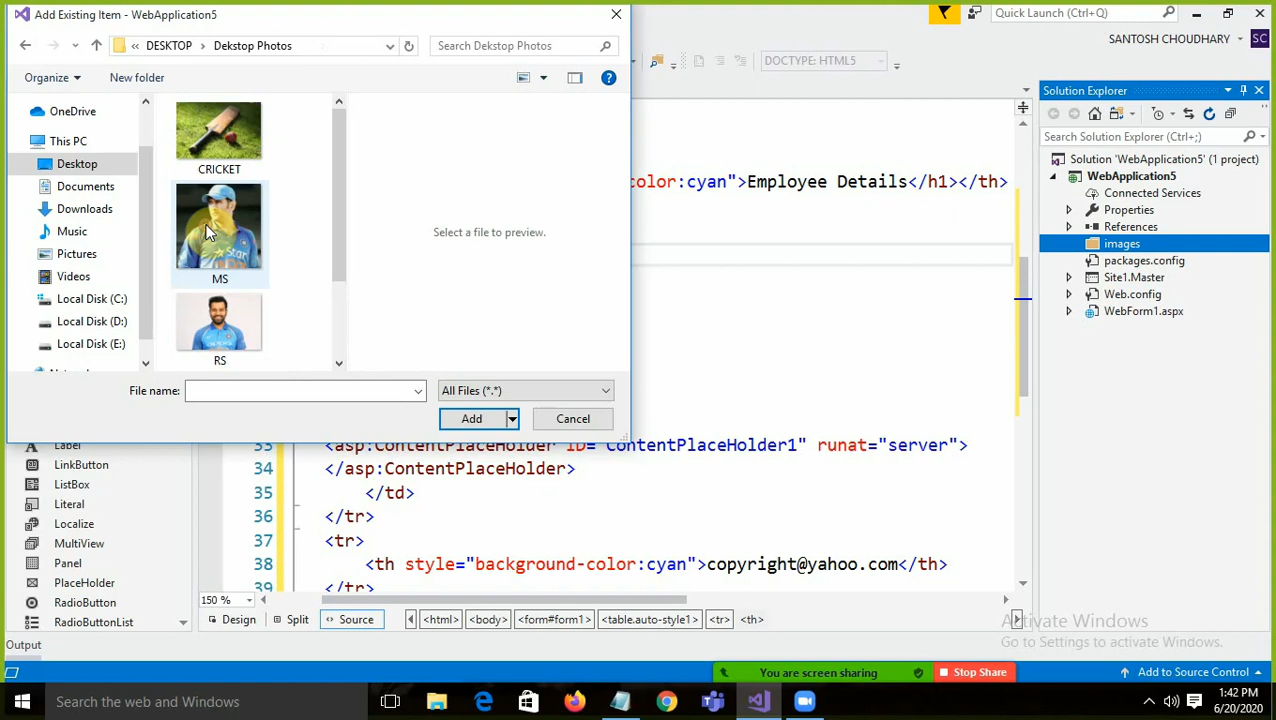 Add Existing Item - WebApplication5
DESKTOP
Dekstop Photos
Search Dekstop Photos
Organize
New folder
OneDrive
This PC
Desktop
Documents
Downloads
Music
Pictures
Videos
Local Disk (C:)
Local Disk (D:)
Local Disk (E:)
CRICKET
MS
RS
Select a file to preview.
File name:
All Files (*.*)
Add
Cancel
Quick Launch (Ctrl+Q)
SANTOSH CHOUDHARY
SC
DOCTYPE: HTML5
color:cyan">Employee Details</h1></th>
33 <asp:ContentPlaceHolder ID="ContentPlaceHolder1" runat="server">
34 </asp:ContentPlaceHolder>
35 </td>
36 </tr>
37 <tr>
38 <th style="background-color:cyan">copyright@yahoo.com</th>
39 </tr>
150 %
Design
Split
Source
<html>
<body>
<form#form1>
<table.auto-style1>
<tr>
<th>
Label
LinkButton
ListBox
Literal
Localize
MultiView
Panel
PlaceHolder
RadioButton
RadioButtonList
Output
Solution Explorer
Search Solution Explorer (Ctrl+;)
Solution 'WebApplication5' (1 project)
WebApplication5
Connected Services
Properties
References
images
packages.config
Site1.Master
Web.config
WebForm1.aspx
Activate Windows
Go to Settings to activate Windows.
You are screen sharing
Stop Share
Add to Source Control
Search the web and Windows
1:42 PM
6/20/2020